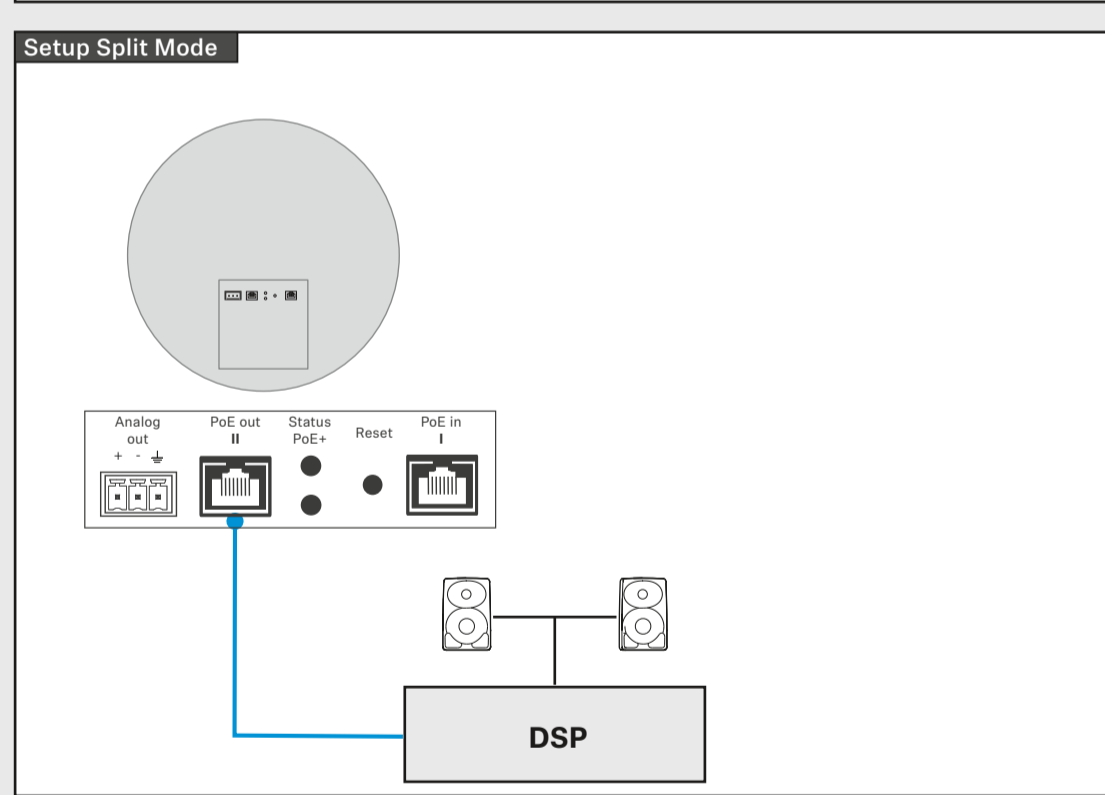 Setup Split Mode
Analog
out
+ - ⏚
PoE out
II
Status
PoE+
Reset
PoE in
I
DSP